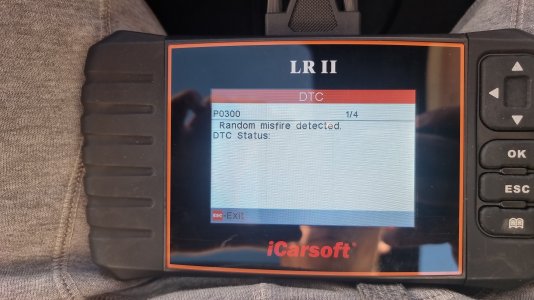 LR II
DTC
P0300 1/4
Random misfire detected.
DTC Status:
ESC-Exit
iCarsoft
OK
ESC